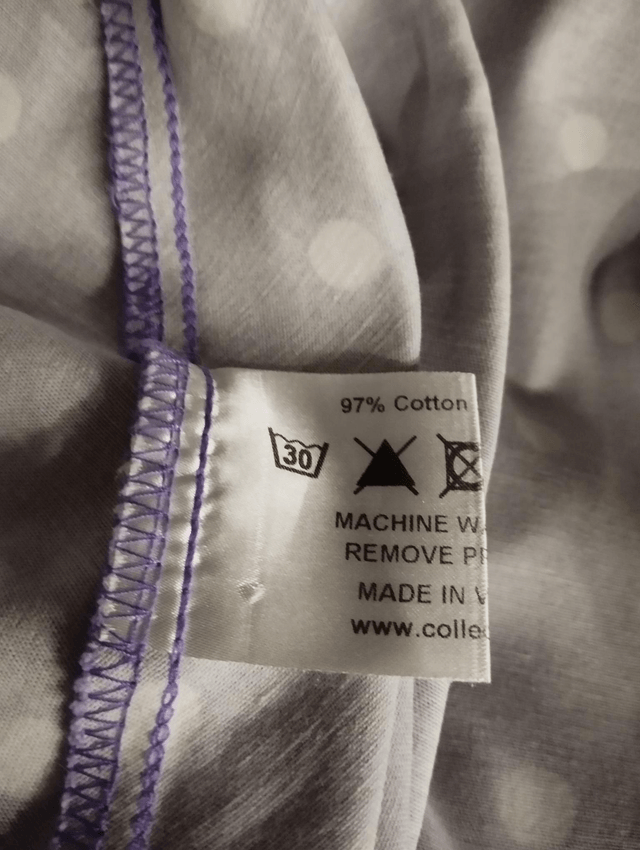 97% Cotton
30
MACHINE W
REMOVE P
MADE IN
www.colle